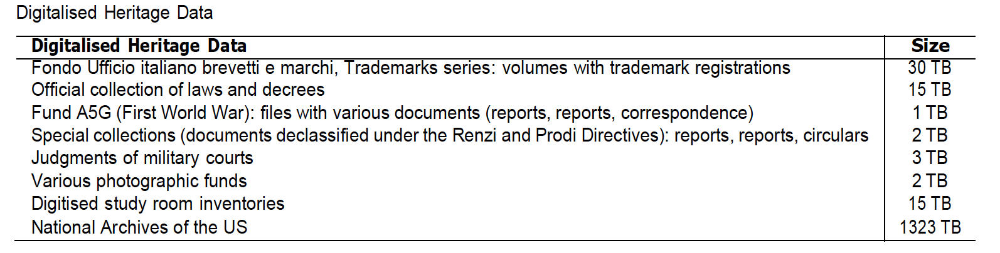 Digitalised Heritage Data
Digitalised Heritage Data Size
Fondo Ufficio italiano brevetti e marchi, Trademarks series: volumes with trademark registrations 30 TB
Official collection of laws and decrees 15 TB
Fund A5G (First World War): files with various documents (reports, reports, correspondence) 1 TB
Special collections (documents declassified under the Renzi and Prodi Directives): reports, reports, circulars 2 TB
Judgments of military courts 3 TB
Various photographic funds 2 TB
Digitised study room inventories 15 TB
National Archives of the US 1323 TB